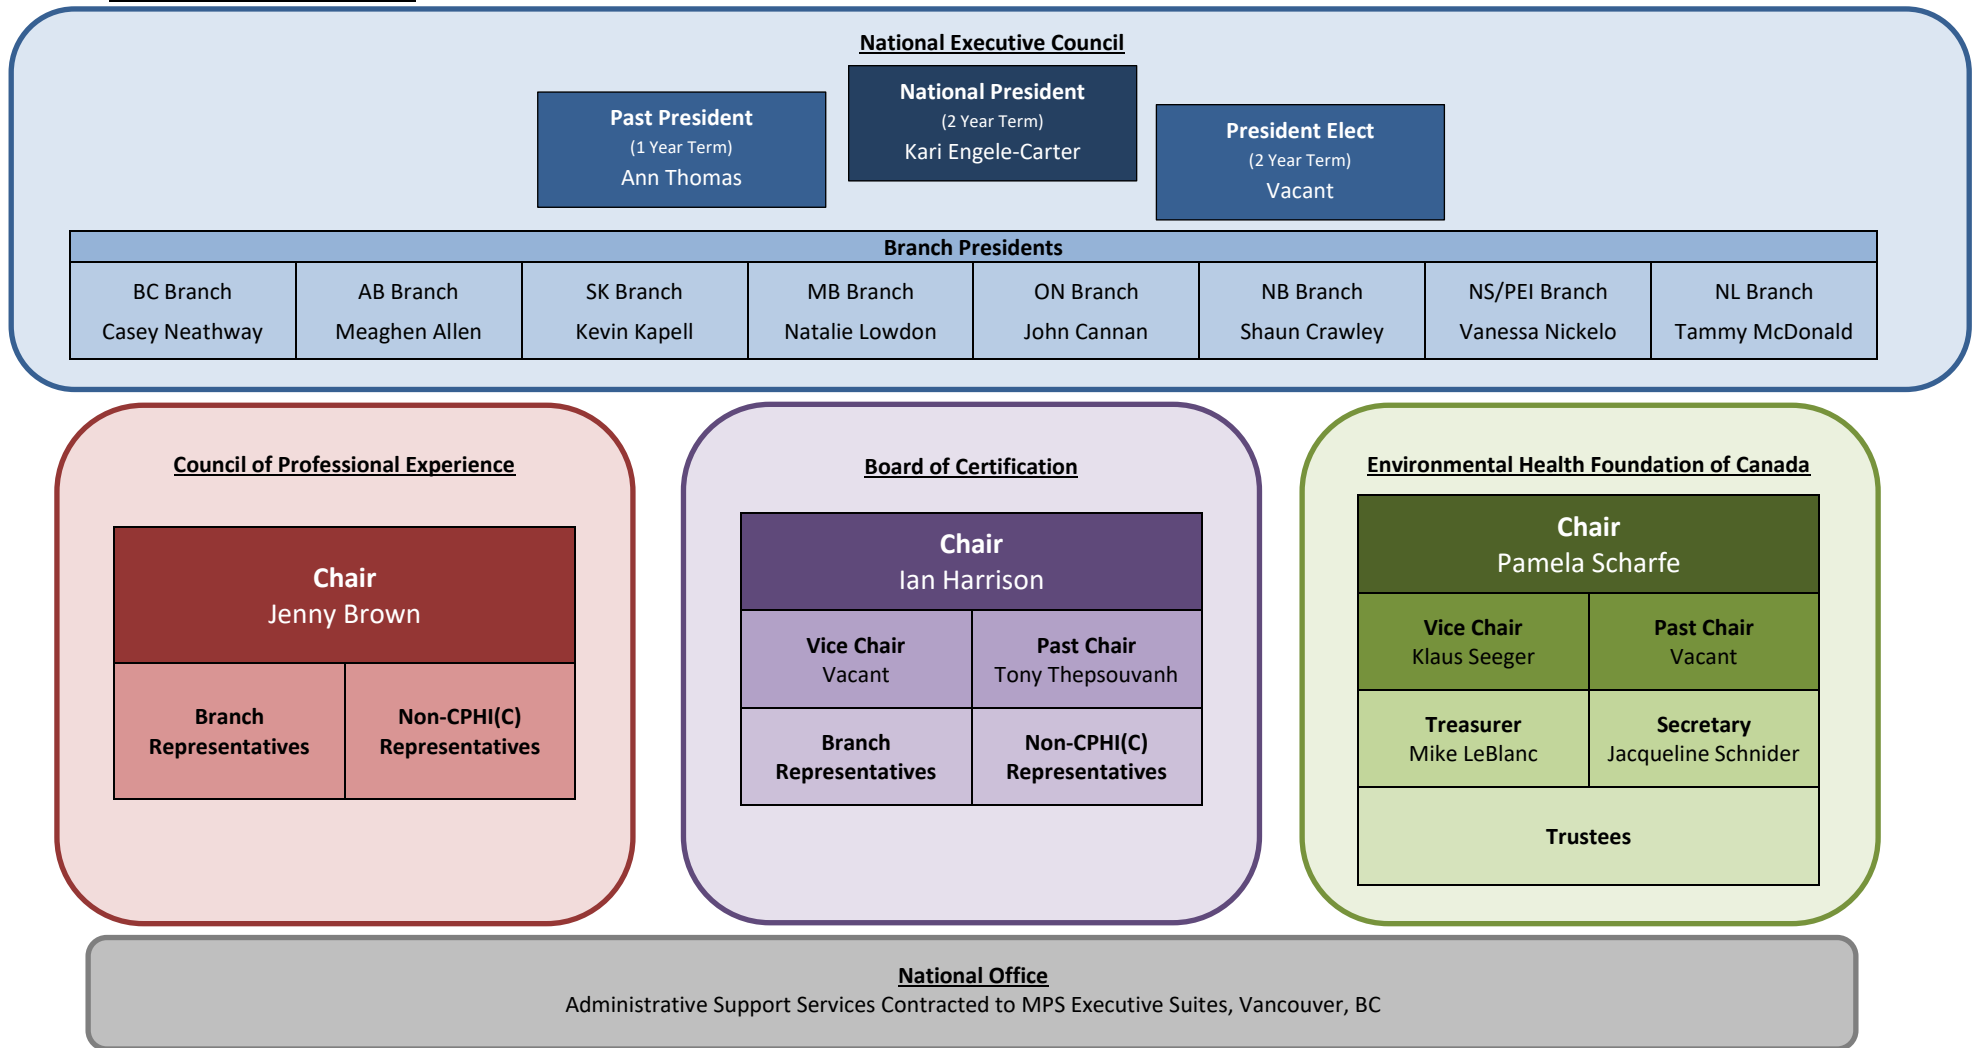 National Executive Council
National President
(2 Year Term)
Kari Engele-Carter
Past President
(1 Year Term)
Ann Thomas
President Elect
(2 Year Term)
Vacant
Branch Presidents
BC Branch
Casey Neathway
AB Branch
Meaghen Allen
SK Branch
Kevin Kapell
MB Branch
Natalie Lowdon
ON Branch
John Cannan
NB Branch
Shaun Crawley
NS/PEI Branch
Vanessa Nickelo
NL Branch
Tammy McDonald
Council of Professional Experience
Chair
Jenny Brown
Branch
Representatives
Non-CPHI(C)
Representatives
Board of Certification
Chair
Ian Harrison
Vice Chair
Vacant
Past Chair
Tony Thepsouvanh
Branch
Representatives
Non-CPHI(C)
Representatives
Environmental Health Foundation of Canada
Chair
Pamela Scharfe
Vice Chair
Klaus Seeger
Past Chair
Vacant
Treasurer
Mike LeBlanc
Secretary
Jacqueline Schnider
Trustees
National Office
Administrative Support Services Contracted to MPS Executive Suites, Vancouver, BC